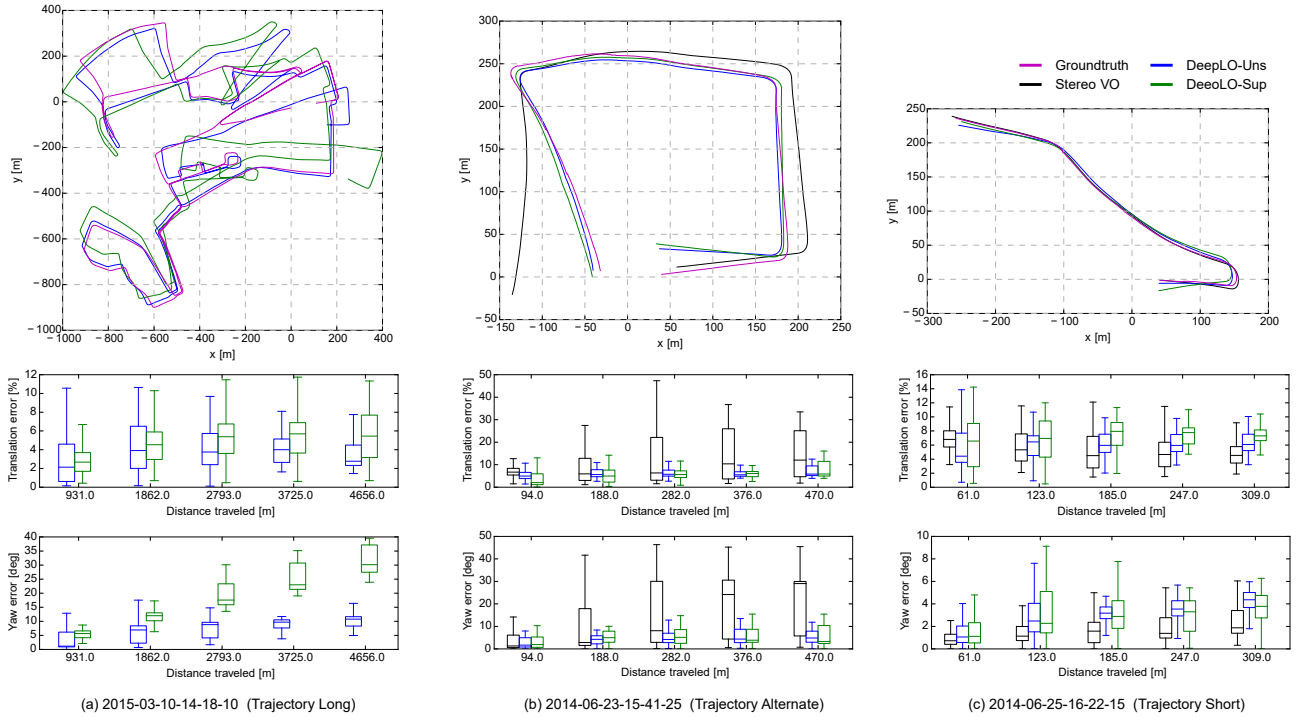 400
200
0
−200
−400
−600
−800
−1000
y [m]
−1000 −800 −600 −400 −200 0 200 400
x [m]
300
250
200
150
100
50
0
−50
y [m]
−150 −100 −50 0 50 100 150 200 250
x [m]
Groundtruth
Stereo VO
DeepLO-Uns
DeeoLO-Sup
250
200
150
100
50
0
−50
y [m]
−300 −200 −100 0 100 200
x [m]
12
10
8
6
4
2
0
Translation error [%]
931.0 1862.0 2793.0 3725.0 4656.0
Distance traveled [m]
50
40
30
20
10
0
Translation error [%]
94.0 188.0 282.0 376.0 470.0
Distance traveled [m]
16
14
12
10
8
6
4
2
0
Translation error [%]
61.0 123.0 185.0 247.0 309.0
Distance traveled [m]
40
35
30
25
20
15
10
5
0
Yaw error [deg]
931.0 1862.0 2793.0 3725.0 4656.0
Distance traveled [m]
50
40
30
20
10
0
Yaw error [deg]
94.0 188.0 282.0 376.0 470.0
Distance traveled [m]
10
8
6
4
2
0
Yaw error [deg]
61.0 123.0 185.0 247.0 309.0
Distance traveled [m]
(a) 2015-03-10-14-18-10 (Trajectory Long)
(b) 2014-06-23-15-41-25 (Trajectory Alternate)
(c) 2014-06-25-16-22-15 (Trajectory Short)